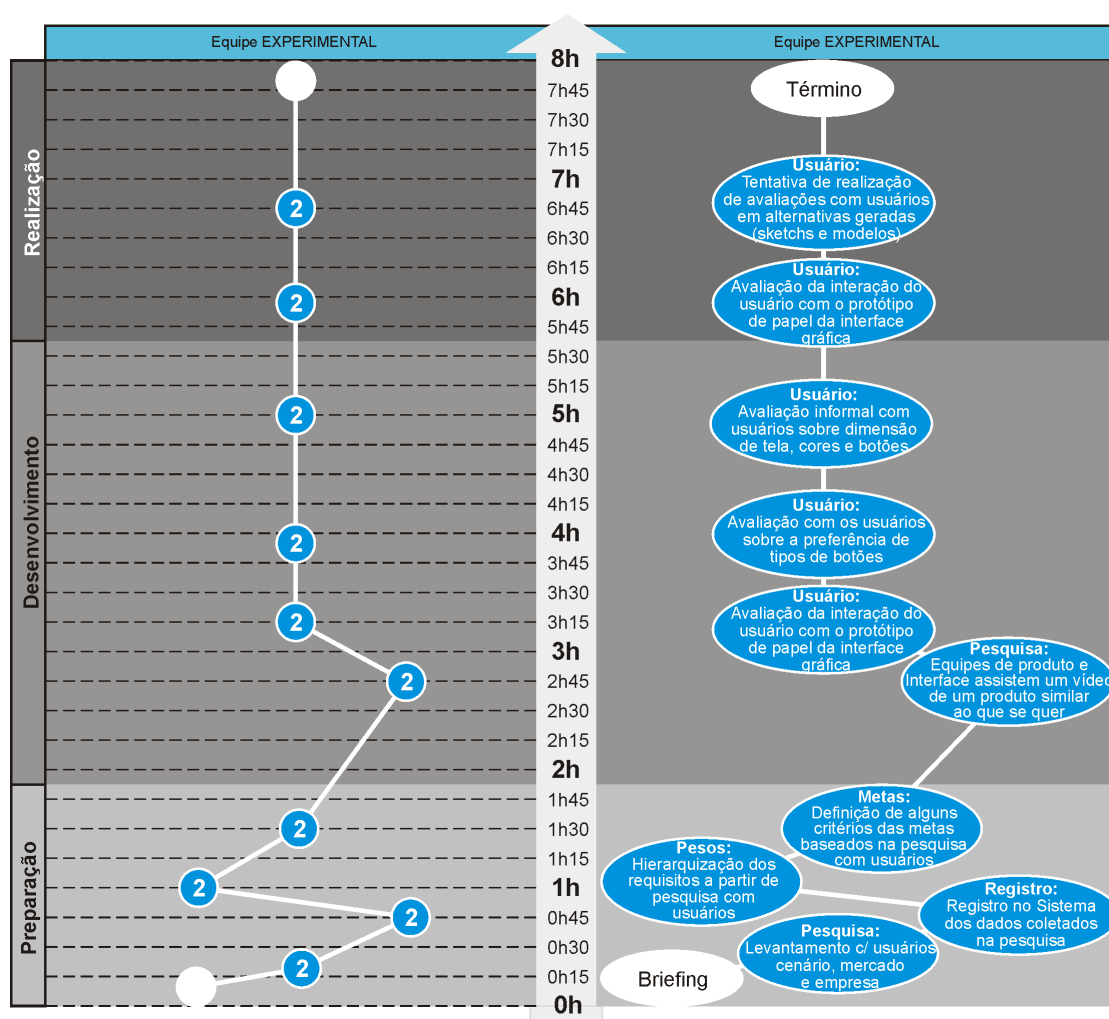 Equipe EXPERIMENTAL
Equipe EXPERIMENTAL
Realização
Desenvolvimento
Preparação
2
2
2
2
2
2
2
2
2
2
8h
7h45
7h30
7h15
7h
6h45
6h30
6h15
6h
5h45
5h30
5h15
5h
4h45
4h30
4h15
4h
3h45
3h30
3h15
3h
2h45
2h30
2h15
2h
1h45
1h30
1h15
1h
0h45
0h30
0h15
0h
Término
Usuário:
Tentativa de realização
de avaliações com usuários
em alternativas geradas
(sketchs e modelos)
Usuário:
Avaliação da interação do
usuário com o protótipo
de papel da interface
gráfica
Usuário:
Avaliação informal com
usuários sobre dimensão
de tela, cores e botões
Usuário:
Avaliação com os usuários
sobre a preferência de
tipos de botões
Usuário:
Avaliação da interação do
usuário com o protótipo
de papel da interface
gráfica
Pesquisa:
Equipes de produto e
Interface assistem um vídeo
de um produto similar
ao que se quer
Metas:
Definição de alguns
critérios das metas
baseados na pesquisa
com usuários
Pesos:
Hierarquização dos
requisitos a partir de
pesquisa com
usuários
Registro:
Registro no Sistema
dos dados coletados
na pesquisa
Pesquisa:
Levantamento c/ usuários
cenário, mercado
e empresa
Briefing